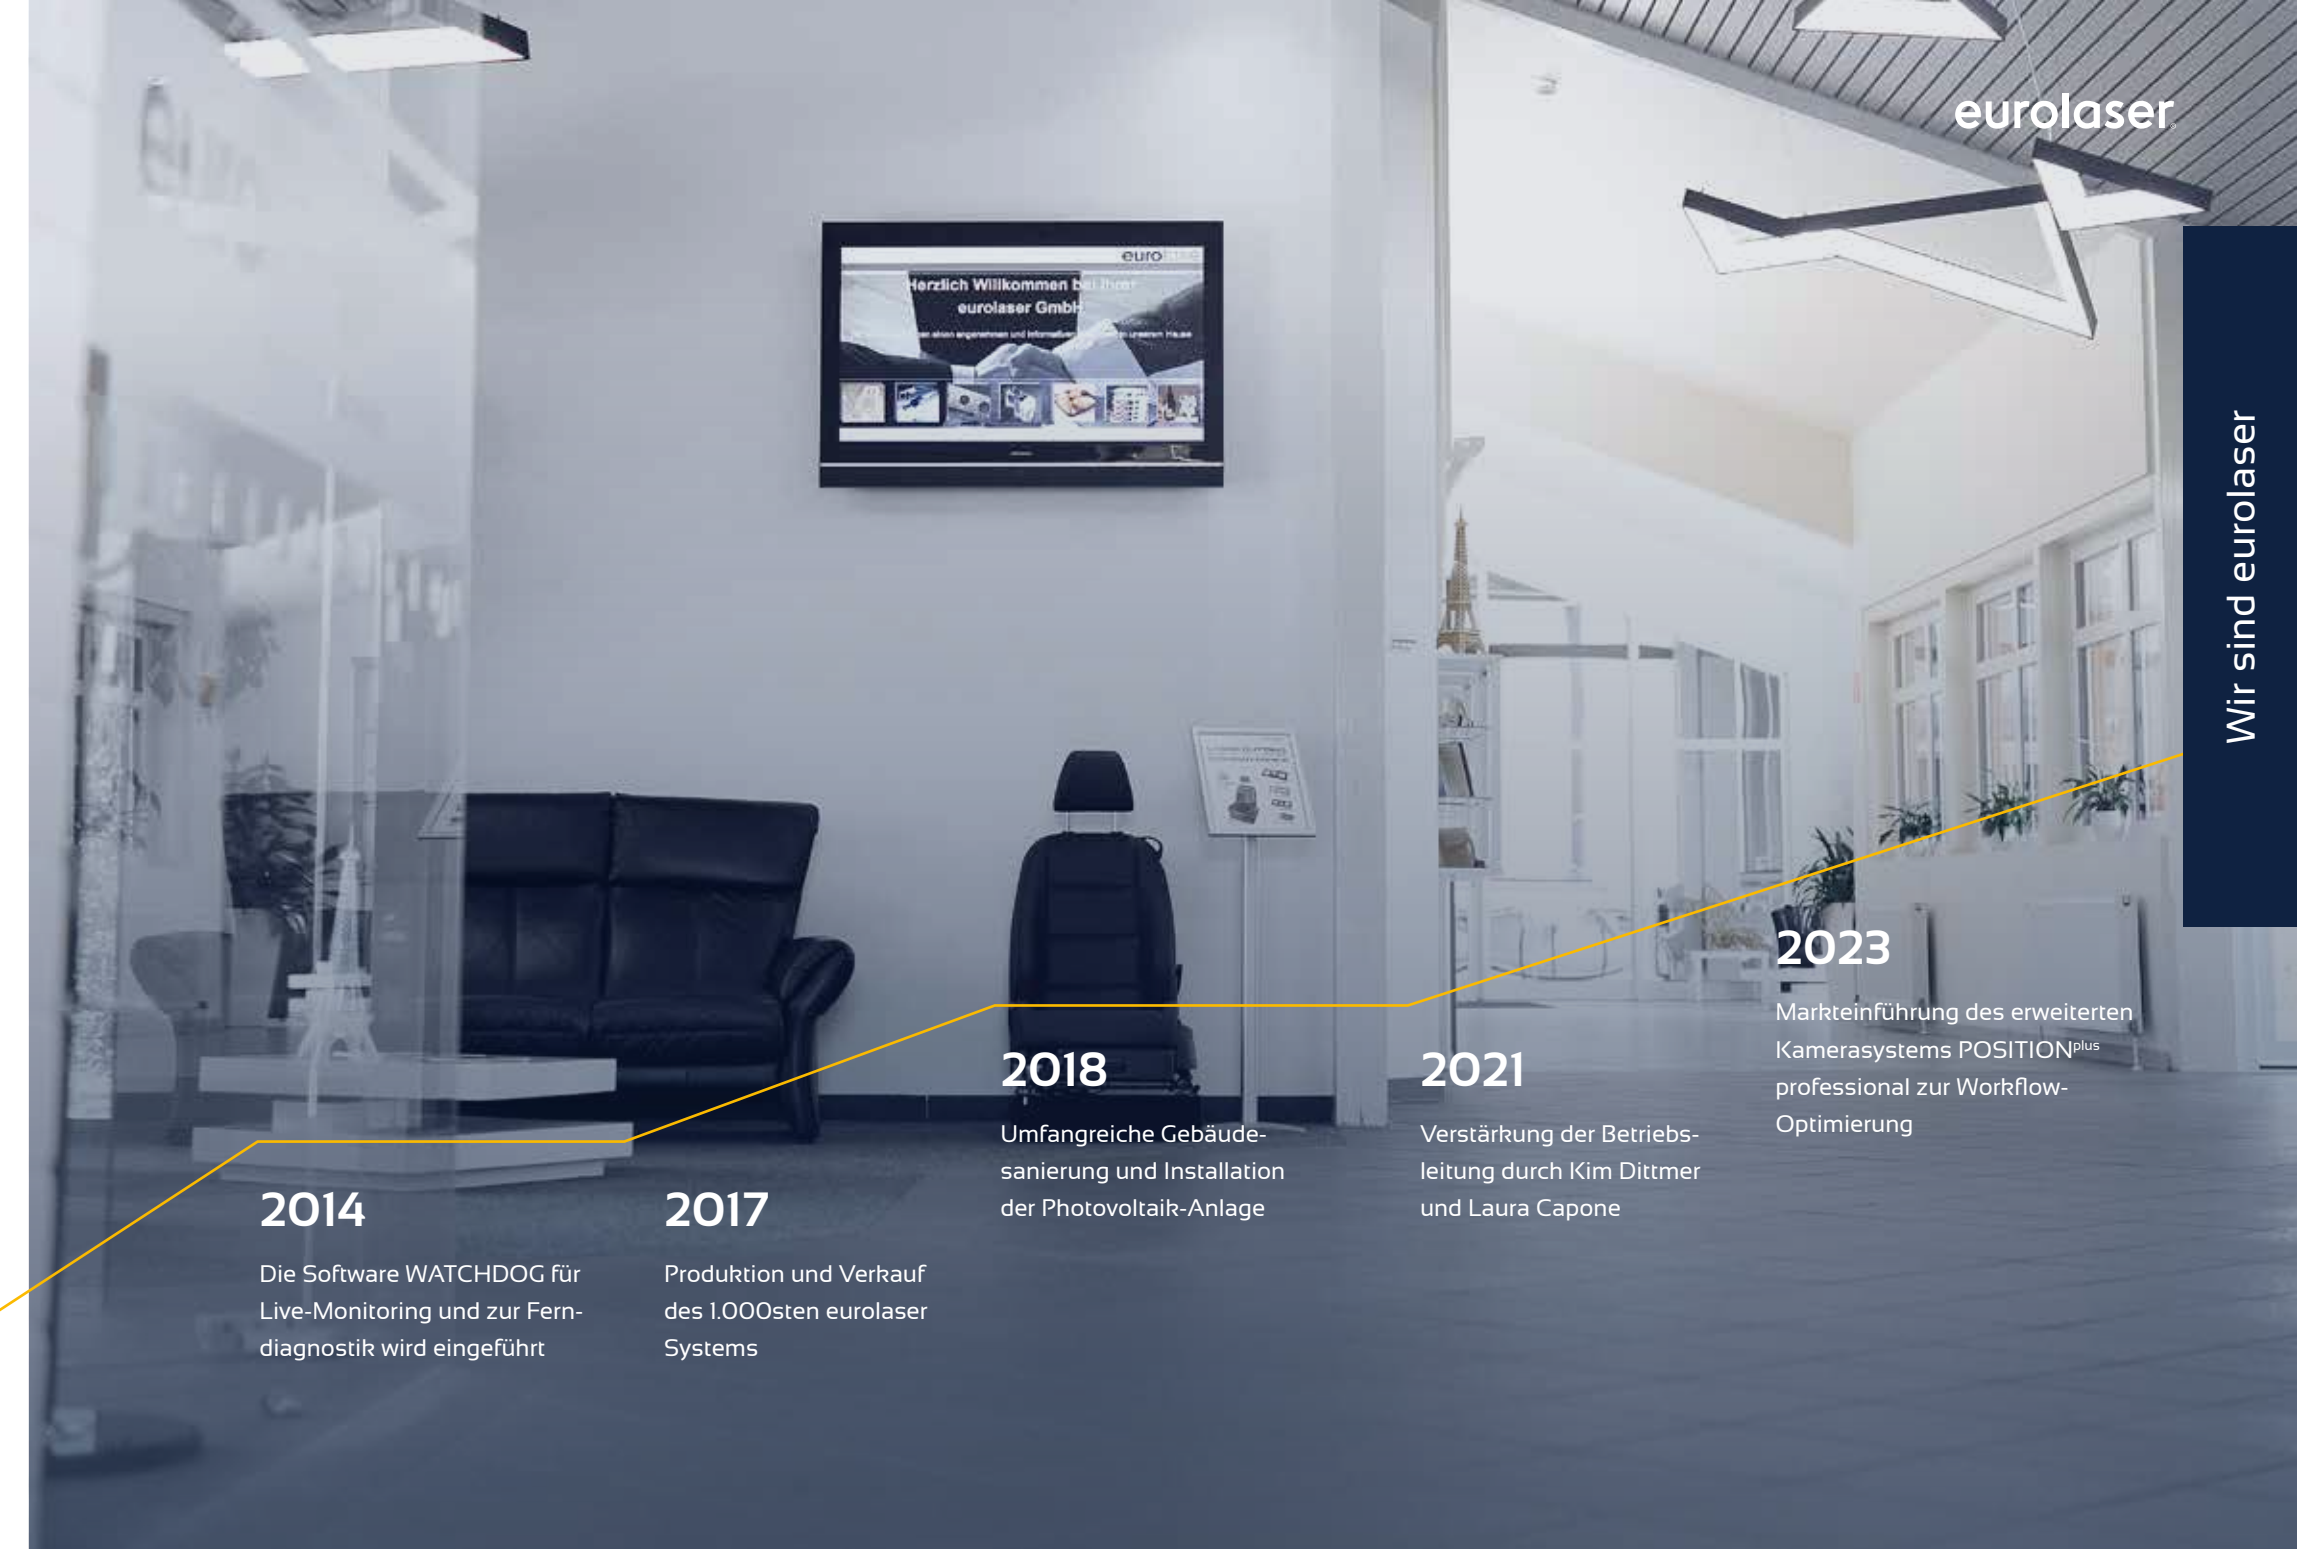 eurolaser®
euro
Herzlich Willkommen bei Ihrer
eurolaser GmbH
Wir sind eurolaser
2014
Die Software WATCHDOG für
Live-Monitoring und zur Fern-
diagnostik wird eingeführt
2017
Produktion und Verkauf
des 1.000sten eurolaser
Systems
2018
Umfangreiche Gebäude-
sanierung und Installation
der Photovoltaik-Anlage
2021
Verstärkung der Betriebs-
leitung durch Kim Dittmer
und Laura Capone
2023
Markteinführung des erweiterten
Kamerasystems POSITIONplus
professional zur Workflow-
Optimierung